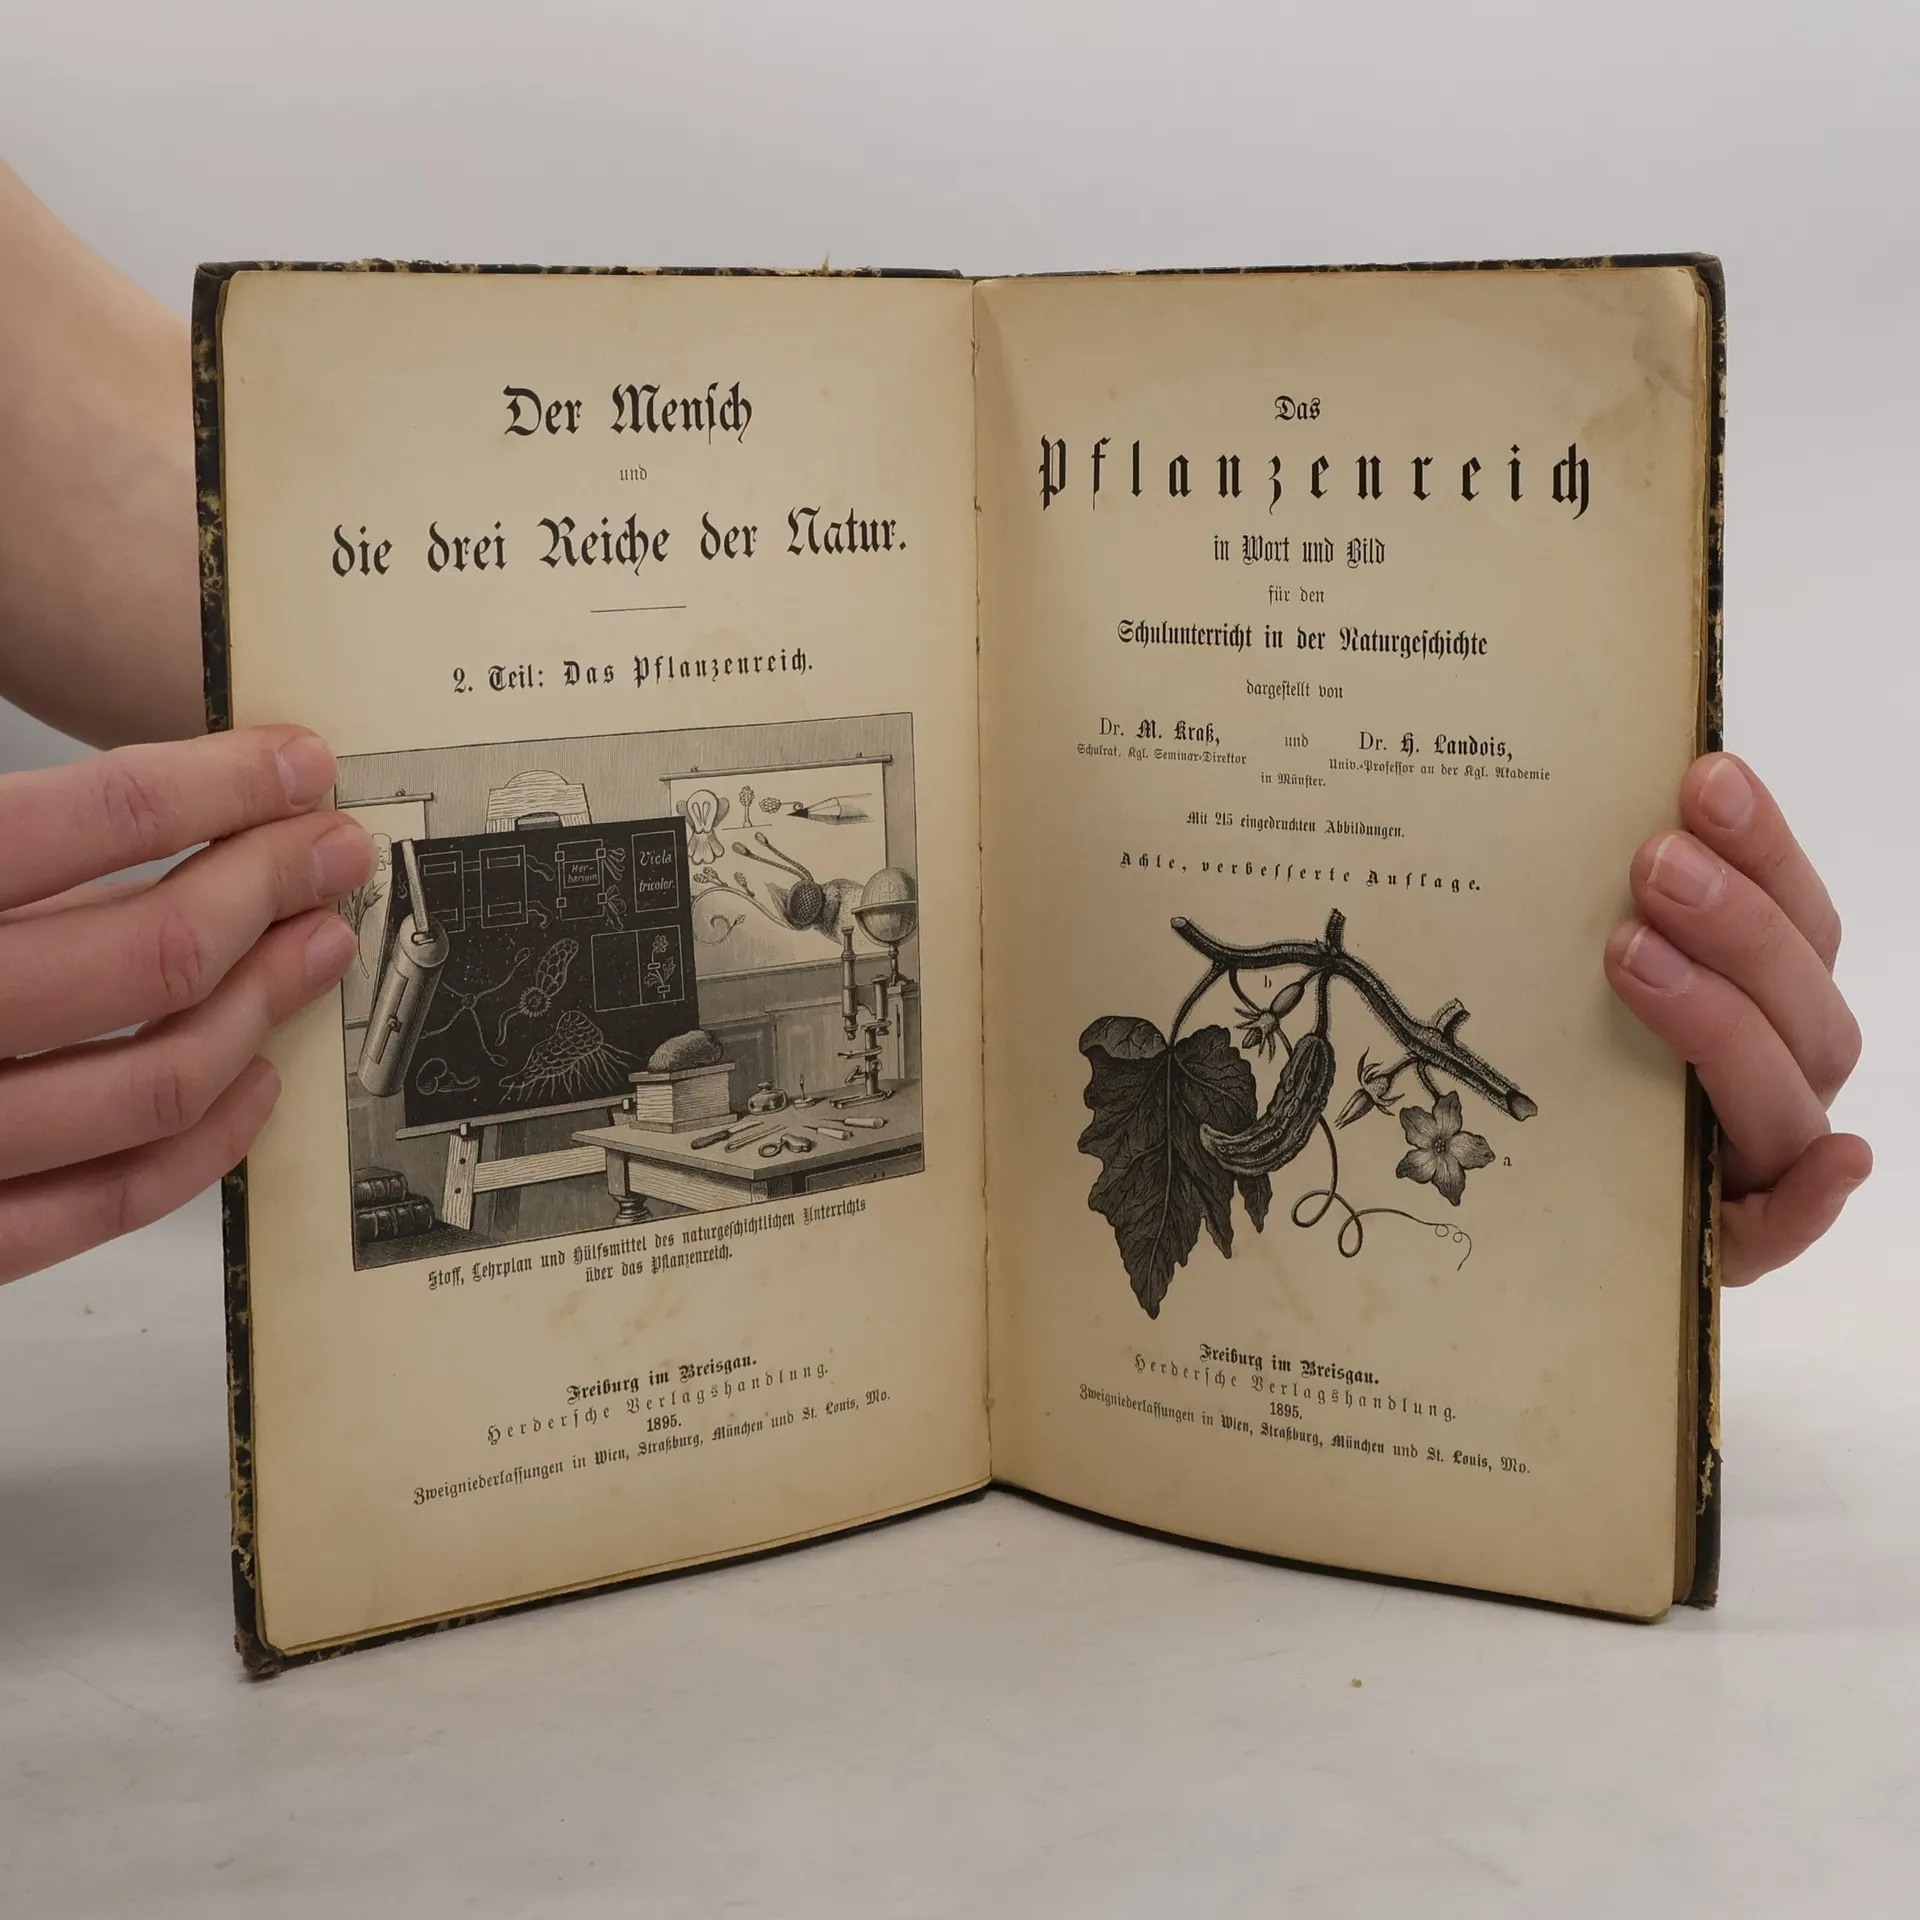 Der Mensch
und
die drei Reiche der Natur.
2. Teil: Das Pflanzenreich.
Her-
barium
Viola
tricolor.
Stoff, Lehrplan und Hülfsmittel des naturgeschichtlichen Unterrichts
über das Pflanzenreich.
Freiburg im Breisgau.
Herdersche Verlagshandlung.
1895.
Zweigniederlassungen in Wien, Straßburg, München und St. Louis, Mo.
Das
Pflanzenreich
in Wort und Bild
für den
Schulunterricht in der Naturgeschichte
dargestellt von
Dr. M. Kraß, und Dr. H. Landois,
Schulrat, Kgl. Seminar-Direktor Univ.-Professor an der Kgl. Akademie
in Münster.
Mit 215 eingedruckten Abbildungen.
Achte, verbesserte Auflage.
b
a
Freiburg im Breisgau.
Herdersche Verlagshandlung.
1895.
Zweigniederlassungen in Wien, Straßburg, München und St. Louis, Mo.